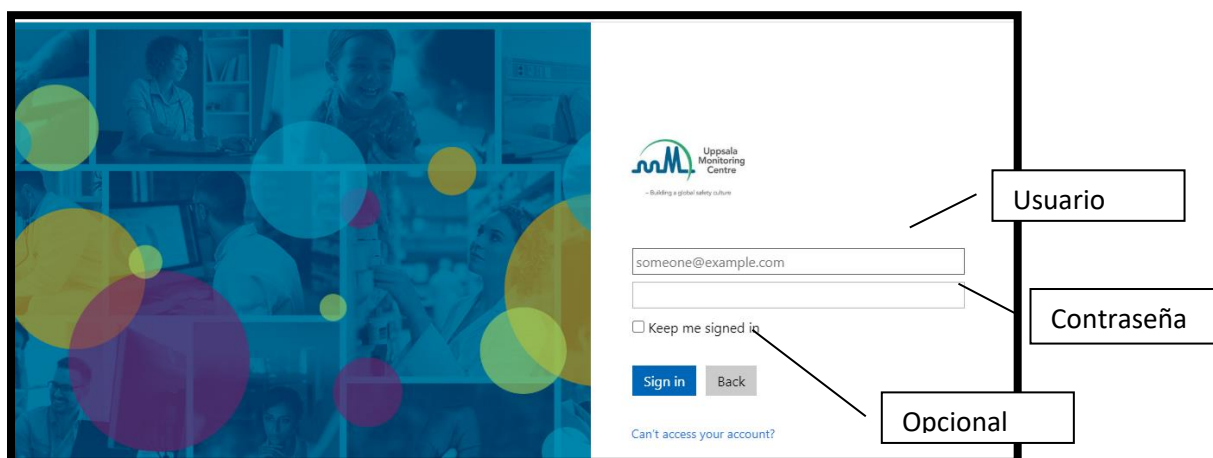 Uppsala
Monitoring
Centre
– Building a global safety culture
Usuario
someone@example.com
Contraseña
Keep me signed in
Sign in Back
Opcional
Can't access your account?